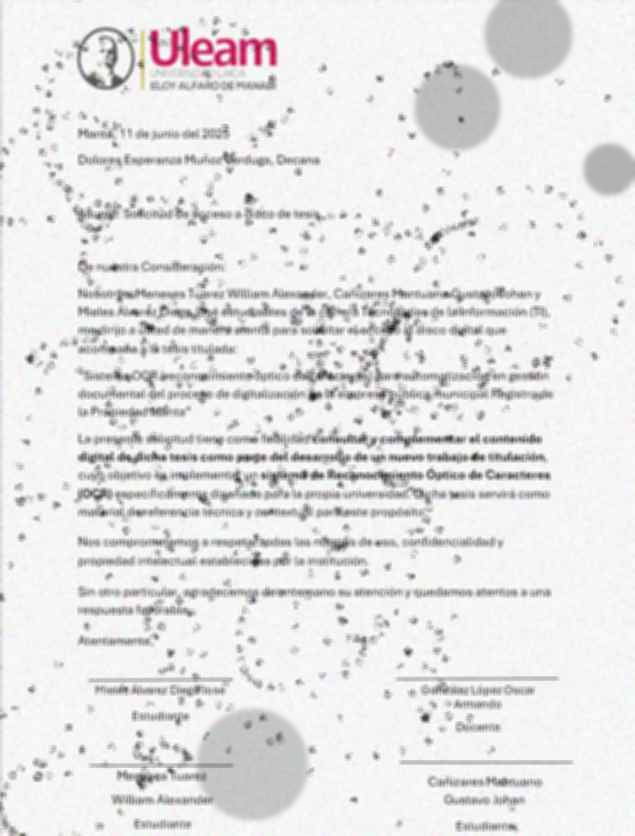 Uleam
UNIVERSIDAD LAICA
ELOY ALFARO DE MANABÍ
Manta, 11 de junio del 2025
Dolores Esperanza Muñoz Verduga, Decana
Asunto: Solicitud de acceso a disco de tesis
De nuestra Consideración:
Nosotros Meneses Tuarez William Alexander, Cañizares Mantuano Gustavo Johan y
Mieles Alvarez Diego José estudiantes de la carrera Tecnologías de la Información (TI),
me dirijo a usted de manera atenta para solicitar el acceso al disco digital que
acompaña a la tesis titulada:
"Sistema OCR reconocimiento óptico de caracteres para automatización en gestión
documental del proceso de digitalización de la empresa pública municipal Registro de
la Propiedad Manta"
La presente solicitud tiene como finalidad consultar y complementar el contenido
digital de dicha tesis como parte del desarrollo de un nuevo trabajo de titulación,
cuyo objetivo es implementar un sistema de Reconocimiento Óptico de Caracteres
(OCR) específicamente diseñado para la propia universidad. Dicha tesis servirá como
material de referencia técnica y contextual para este propósito.
Nos comprometemos a respetar todas las normas de uso, confidencialidad y
propiedad intelectual establecidas por la institución.
Sin otro particular, agradecemos de antemano su atención y quedamos atentos a una
respuesta favorable.
Atentamente,
Mieles Alvarez Diego José
González López Oscar
Armando
Estudiante
Docente
Meneses Tuarez
Cañizares Mantuano
William Alexander
Gustavo Johan
Estudiante
Estudiante